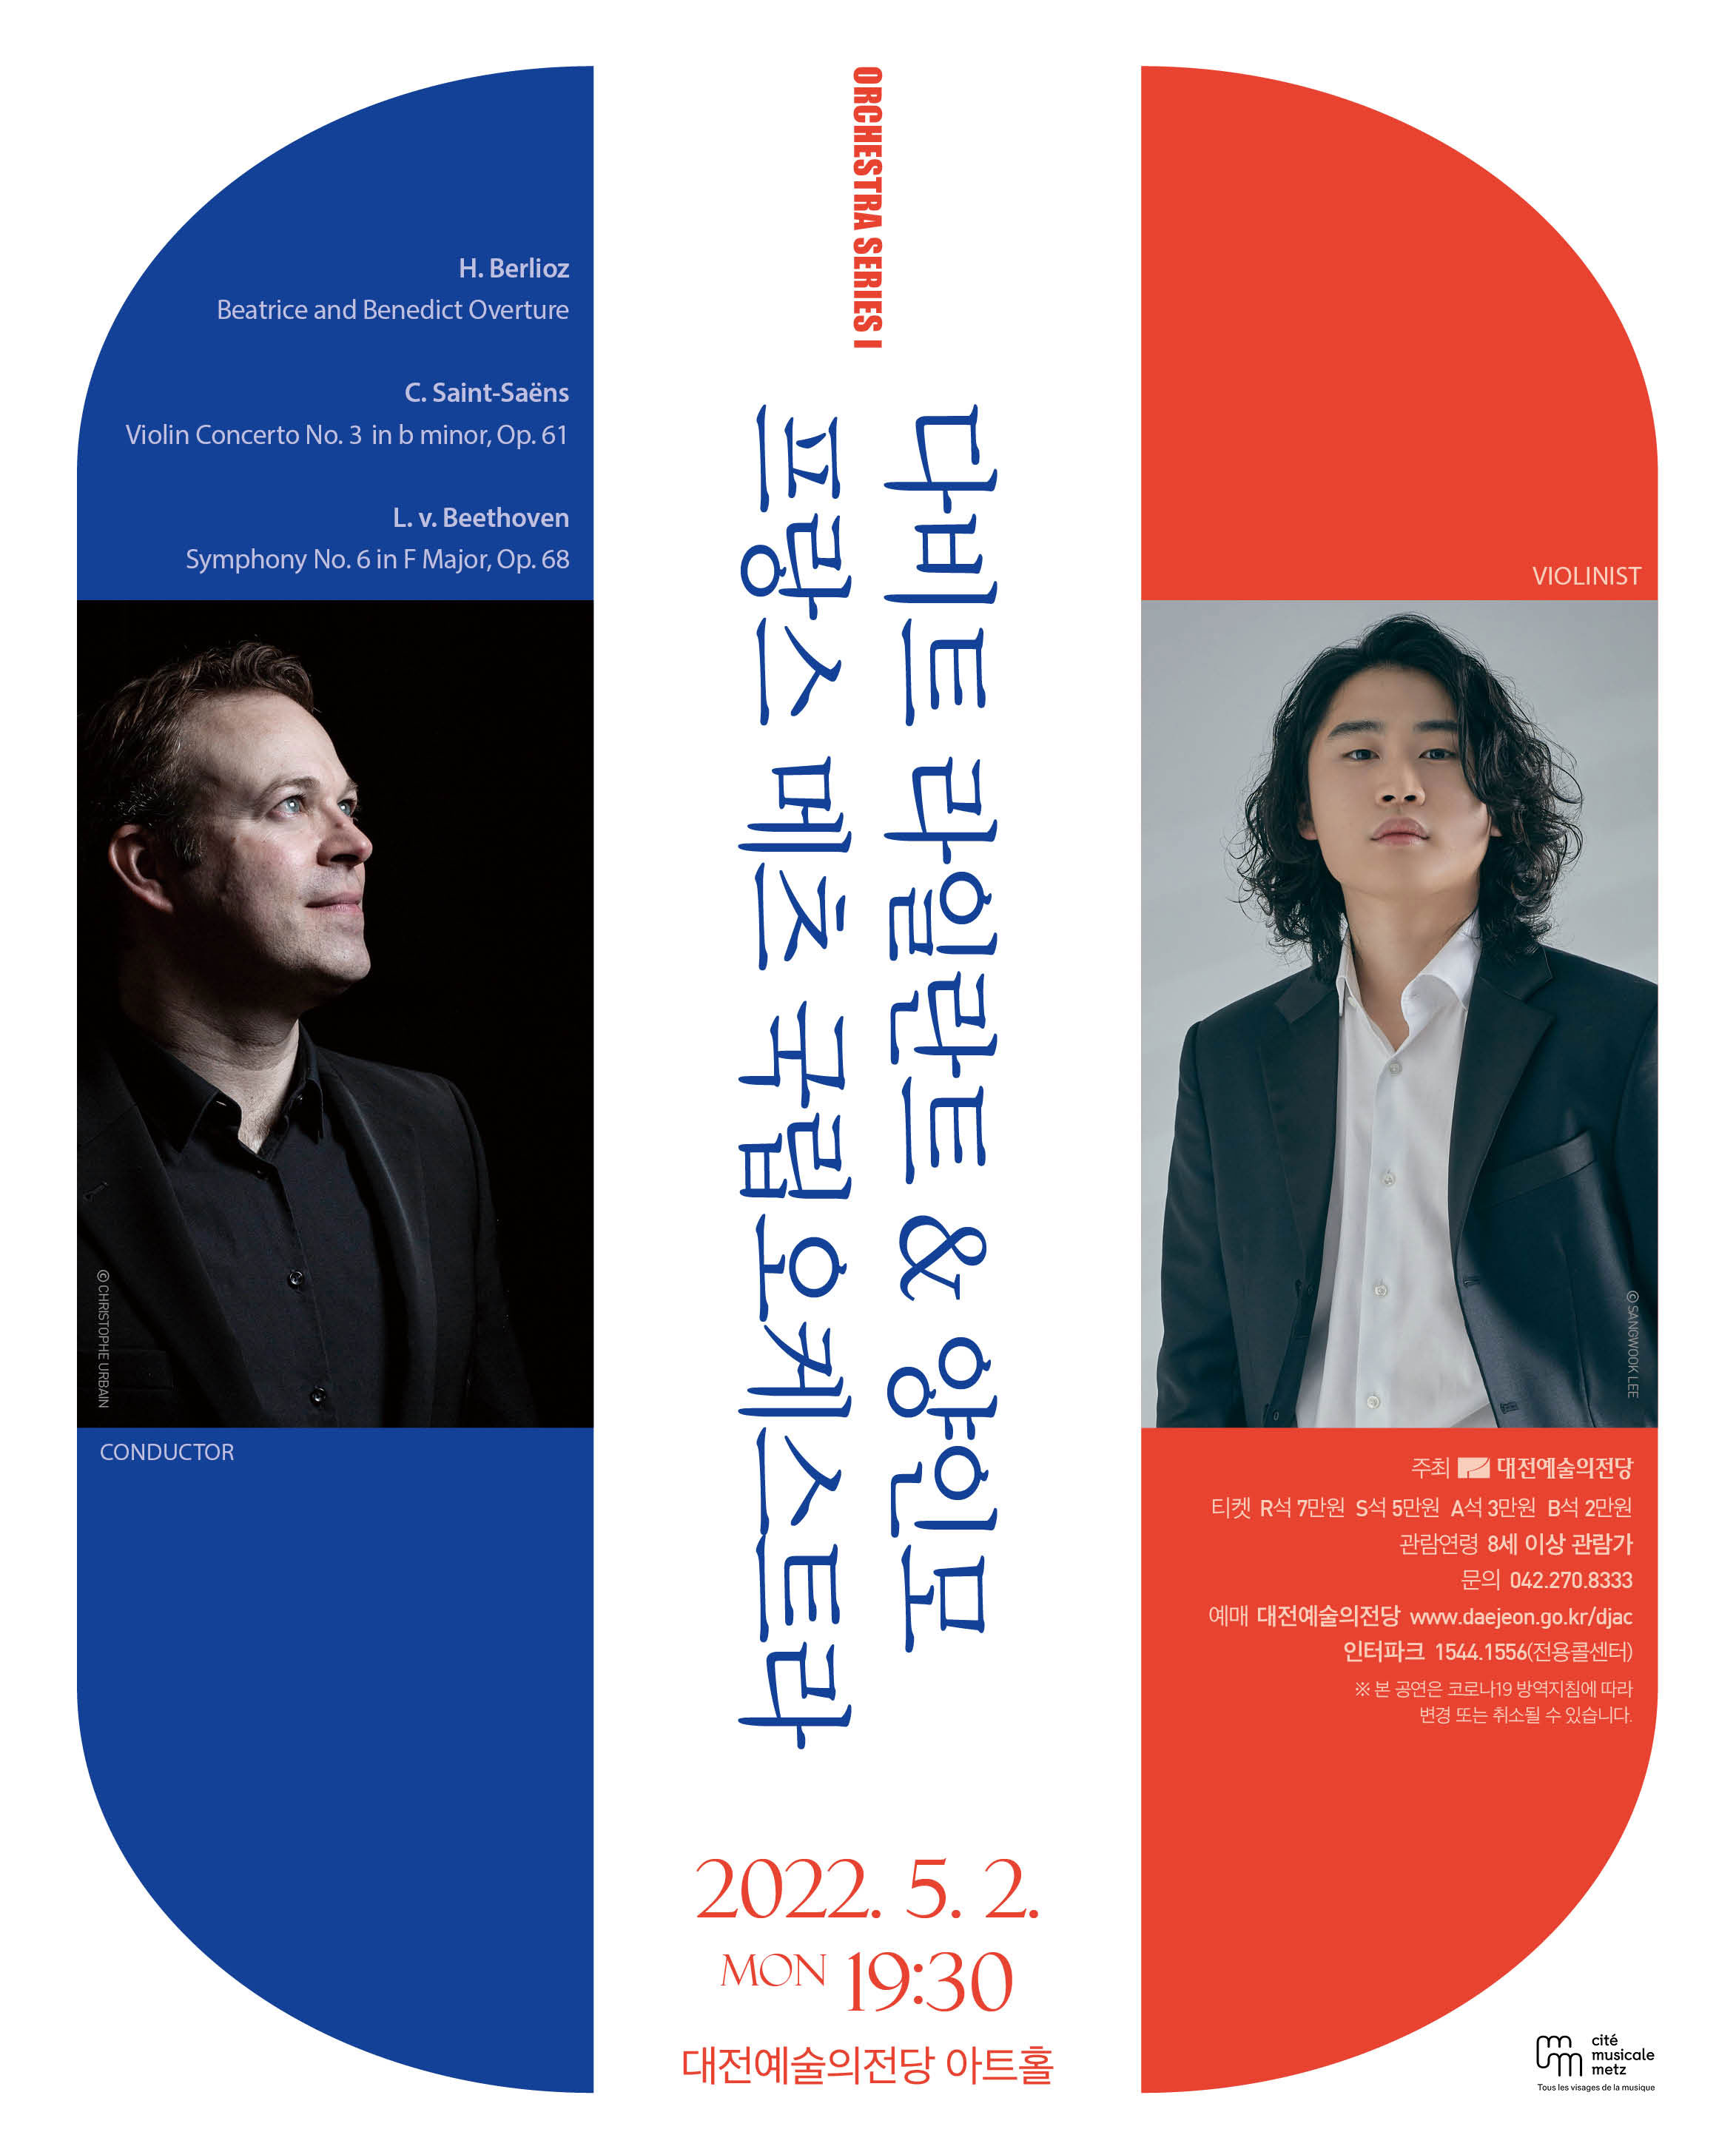 ORCHESTRA SERIES I
다비트 라일란트 & 양인모
프랑스 메츠 국립오케스트라
H. Berlioz
Beatrice and Benedict Overture
C. Saint-Saëns
Violin Concerto No. 3 in b minor, Op. 61
L. v. Beethoven
Symphony No. 6 in F Major, Op. 68
© CHRISTOPHE URBAIN
CONDUCTOR
VIOLINIST
© SANGWOOK LEE
주최 대전예술의전당
티켓 R석 7만원 S석 5만원 A석 3만원 B석 2만원
관람연령 8세 이상 관람가
문의 042.270.8333
예매 대전예술의전당 www.daejeon.go.kr/djac
인터파크 1544.1556(전용콜센터)
※ 본 공연은 코로나19 방역지침에 따라
변경 또는 취소될 수 있습니다.
2022. 5. 2.
MON 19:30
대전예술의전당 아트홀
cité
musicale
metz
Tous les visages de la musique